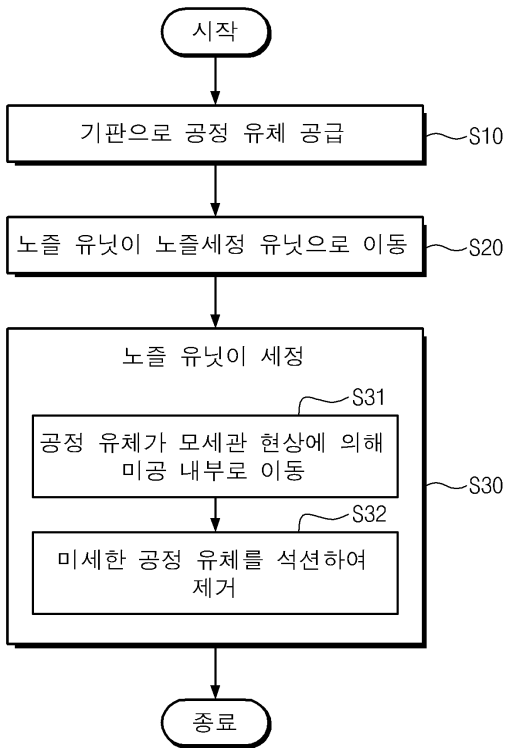 시작
기판으로 공정 유체 공급
S10
노즐 유닛이 노즐세정 유닛으로 이동
S20
노즐 유닛이 세정
S31
공정 유체가 모세관 현상에 의해
미공 내부로 이동
S30
S32
미세한 공정 유체를 석션하여
제거
종료